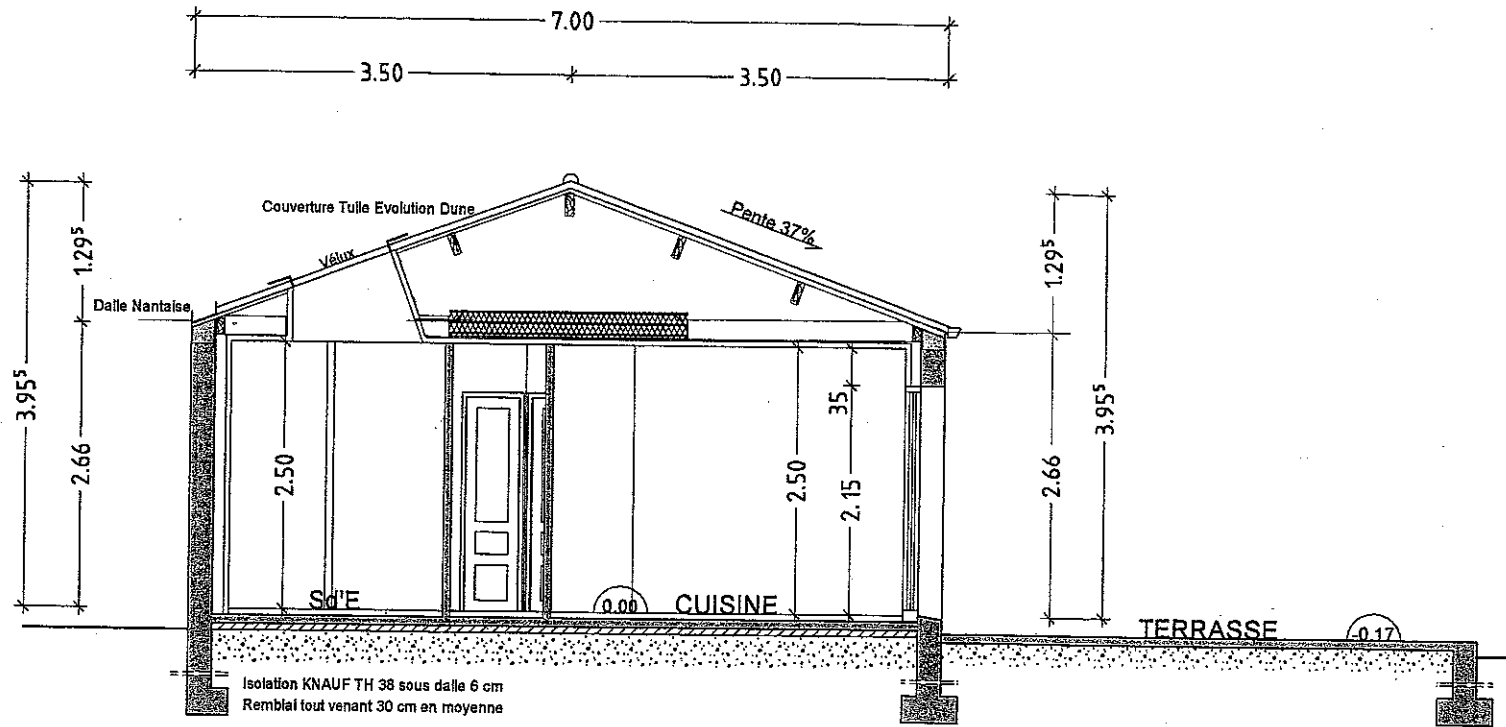 7.00
3.50
3.50
Couverture Tuile Evolution Dune
Pente 37%
Vélux
Dalle Nantaise
1.29⁵
1.29⁵
3.95⁵
2.66
2.50
2.50
35
2.15
2.66
3.95⁵
Sd'E
0.00
CUISINE
TERRASSE
-0.17
Isolation KNAUF TH 38 sous dalle 6 cm
Remblai tout venant 30 cm en moyenne